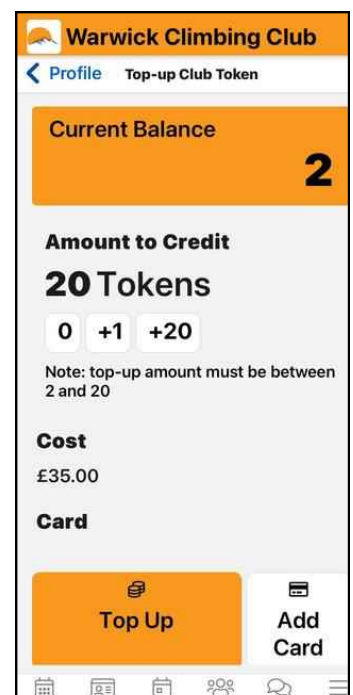 Warwick Climbing Club
Profile Top-up Club Token
Current Balance
2
Amount to Credit
20 Tokens
0 +1 +20
Note: top-up amount must be between
2 and 20
Cost
£35.00
Card
Top Up
Add
Card